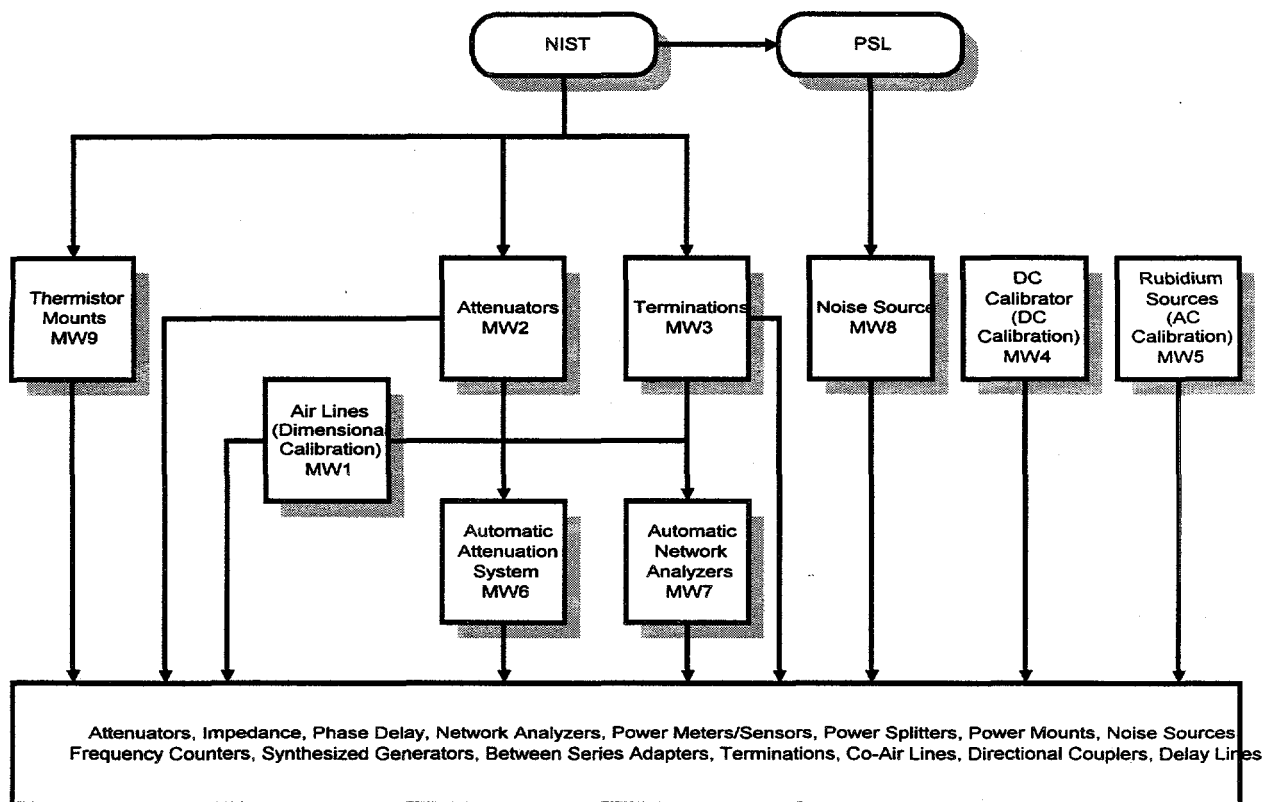 NIST
PSL
Thermistor
Mounts
MW9
Attenuators
MW2
Terminations
MW3
Noise Source
MW8
DC
Calibrator
(DC
Calibration)
MW4
Rubidium
Sources
(AC
Calibration)
MW5
Air Lines
(Dimensional
Calibration)
MW1
Automatic
Attenuation
System
MW6
Automatic
Network
Analyzers
MW7
Attenuators, Impedance, Phase Delay, Network Analyzers, Power Meters/Sensors, Power Splitters, Power Mounts, Noise Sources
Frequency Counters, Synthesized Generators, Between Series Adapters, Terminations, Co-Air Lines, Directional Couplers, Delay Lines